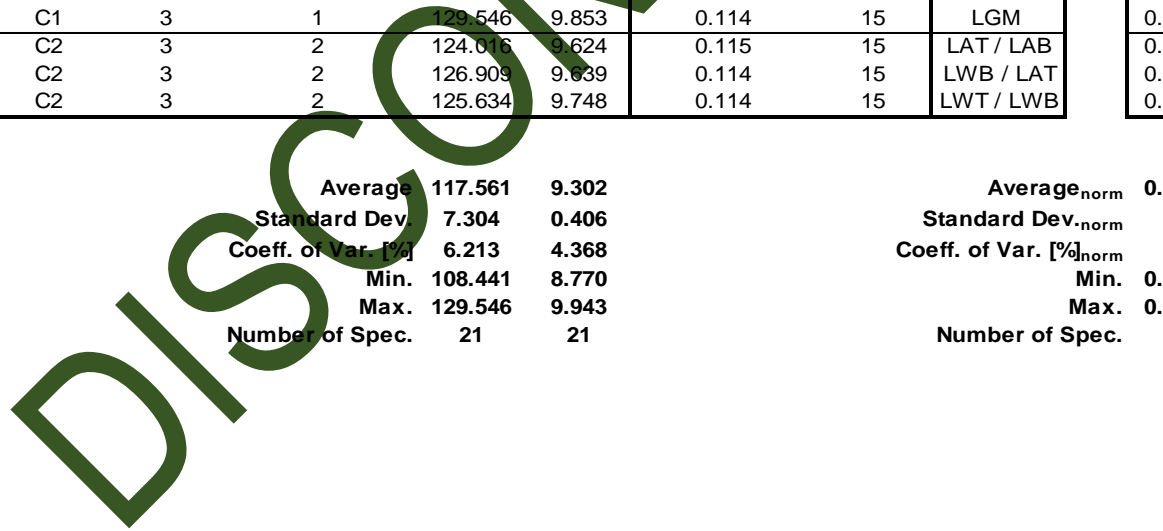 C1 3 1 129.546 9.853 0.114 15 LGM 0.
C2 3 2 124.016 9.624 0.115 15 LAT / LAB 0.
C2 3 2 126.909 9.639 0.114 15 LWB / LAT 0.
C2 3 2 125.634 9.748 0.114 15 LWT / LWB 0.
Average 117.561 9.302 Averagenorm 0.
Standard Dev. 7.304 0.406 Standard Dev.norm
Coeff. of Var. [%] 6.213 4.368 Coeff. of Var. [%]norm
Min. 108.441 8.770 Min. 0.
Max. 129.546 9.943 Max. 0.
Number of Spec. 21 21 Number of Spec.
DISCON